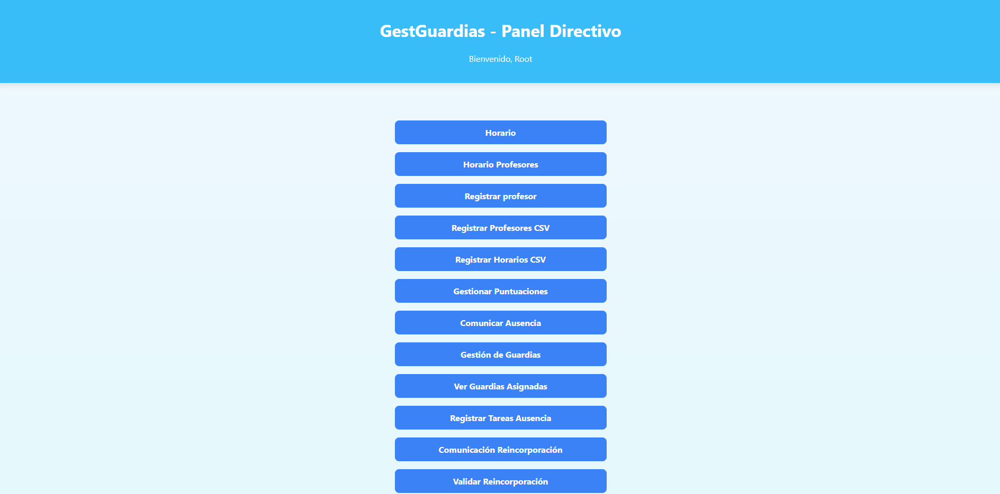 GestGuardias - Panel Directivo
Bienvenido, Root
Horario
Horario Profesores
Registrar profesor
Registrar Profesores CSV
Registrar Horarios CSV
Gestionar Puntuaciones
Comunicar Ausencia
Gestión de Guardias
Ver Guardias Asignadas
Registrar Tareas Ausencia
Comunicación Reincorporación
Validar Reincorporación